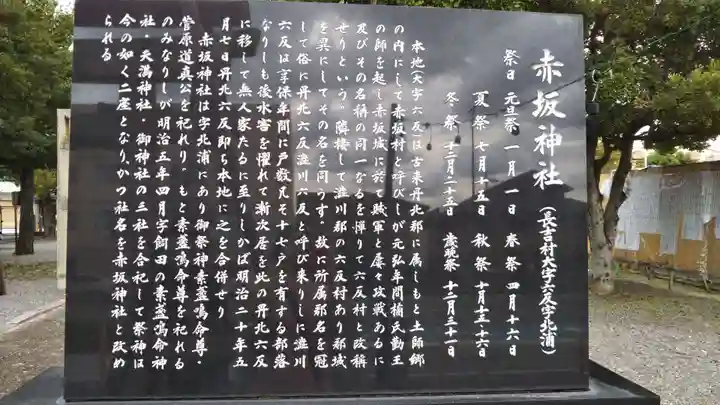 赤坂神社(長吉村大字六反字北浦)
祭日 元旦祭 一月一日 春祭 四月十六日
夏祭 七月十五日 秋祭 十月十六日
冬祭 十二月二十五日 歳晩祭 十二月三十一日
本地(大字六反)は古来丹北郡に属しもと土師郷
の内にして赤坂村と呼びしが元弘年間楠氏勤王
の師を起し赤坂城に於て賊軍と屡々攻戦あるに
及びその名称の同一なるを憚りて六反村と改称
せりという。隣接して澁川郡の六反村あり郡域
を異にしてその名を同うす、故に所属郡名を冠
して俗に丹北六反澁川六反と呼び来りしに澁川
六反は享保年間に戸数凡そ十七戸を有する部落
なりしも後水害を懼れて漸次居を此の丹北六反
に移して無人家たるに至りしかば明治二十年五
月七日丹北六反即ち本地に之を合併せり
赤坂神社は字北浦にあり御祭神素盞嗚命尊・
菅原道真公を祀れり。もと素盞嗚命尊を祀れる
のみなりしが明治五年四月字飼田の素盞嗚命神
社・天満神社・御神社の三社を合祀して祭神は
今の如く二座となりかつ社名を赤坂神社と改め
られる